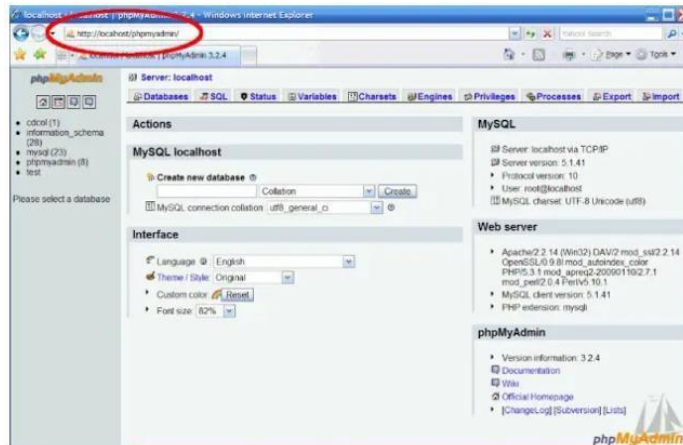 localhost / localhost | phpMyAdmin 3.2.4 - Windows Internet Explorer
http://localhost/phpmyadmin/
Yahoo! Search
localhost / localhost | phpMyAdmin 3.2.4
Page
Tools
phpMyAdmin
cdcol (1)
information_schema
(28)
mysql (23)
phpmyadmin (8)
test
Please select a database
Server: localhost
Databases SQL Status Variables Charsets Engines Privileges Processes Export Import
Actions
MySQL localhost
Create new database
Collation Create
MySQL connection collation: utf8_general_ci
Interface
Language English
Theme / Style: Original
Custom color: Reset
Font size: 82%
MySQL
Server: localhost via TCP/IP
Server version: 5.1.41
Protocol version: 10
User: root@localhost
MySQL charset: UTF-8 Unicode (utf8)
Web server
Apache/2.2.14 (Win32) DAV/2 mod_ssl/2.2.14
OpenSSL/0.9.8l mod_autoindex_color
PHP/5.3.1 mod_apreq2-20090110/2.7.1
mod_perl/2.0.4 Perl/v5.10.1
MySQL client version: 5.1.41
PHP extension: mysqli
phpMyAdmin
Version information: 3.2.4
Documentation
Wiki
Official Homepage
[ChangeLog] [Subversion] [Lists]
phpMyAdmin